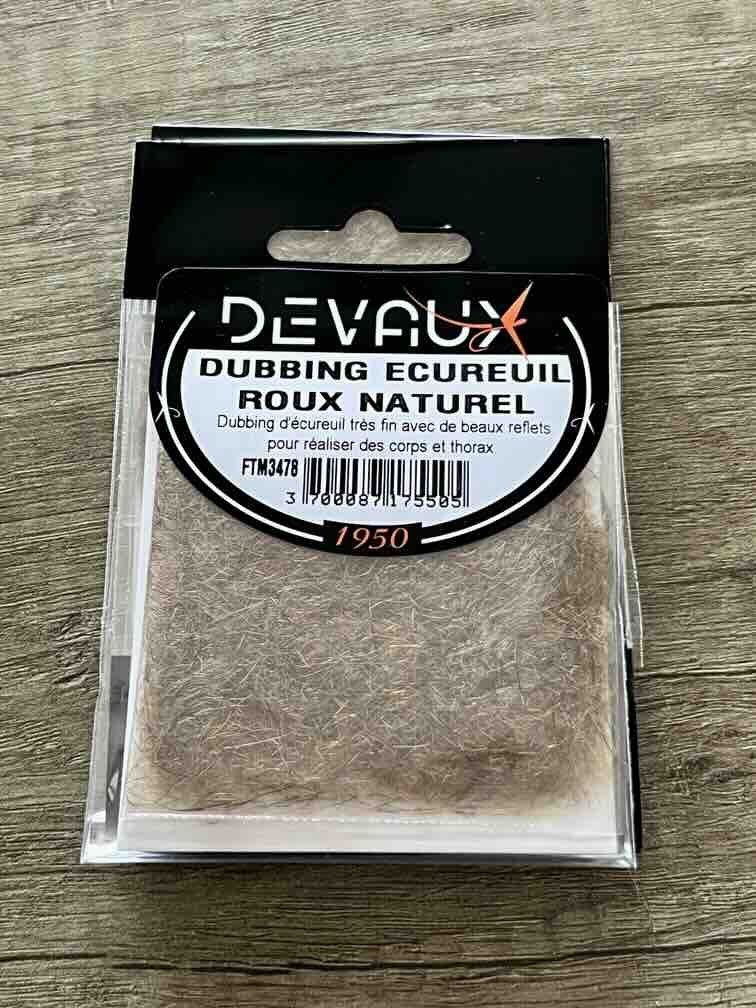 DEVAUX
DUBBING ECUREUIL
ROUX NATUREL
Dubbing d'écureuil très fin avec de beaux reflets
pour réaliser des corps et thorax
FTM3478
3 700087 175505
1950